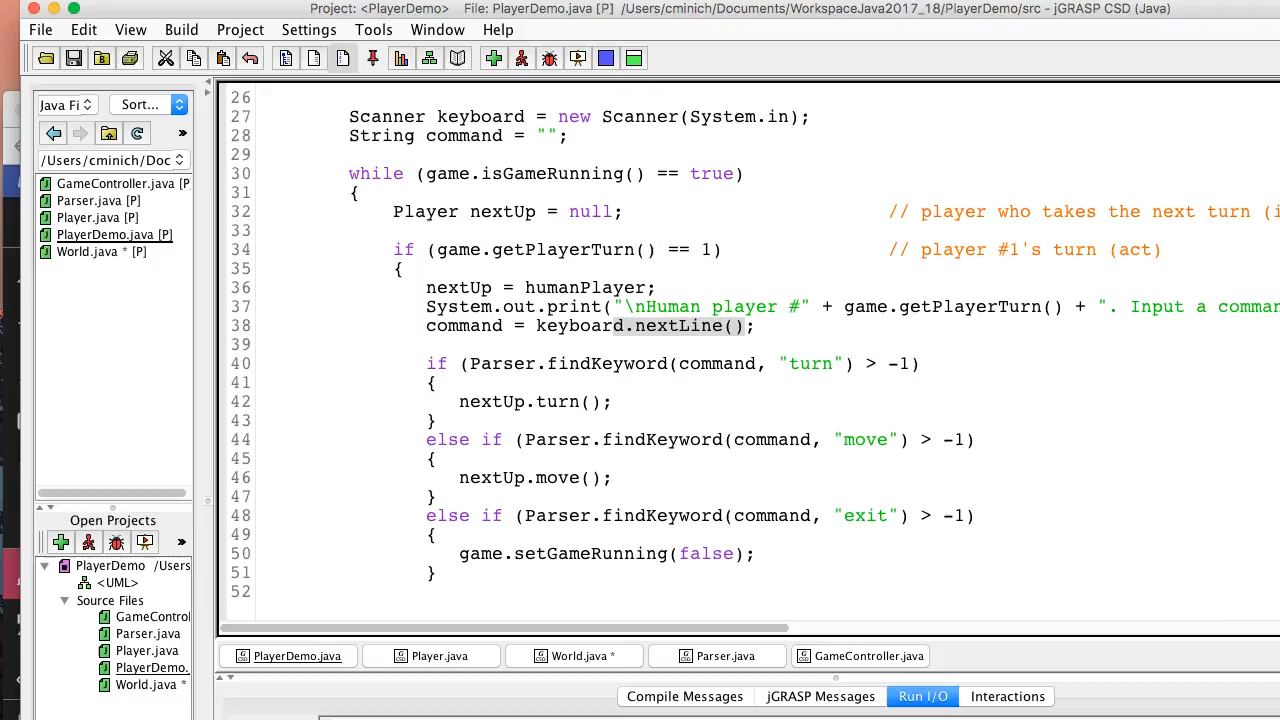 Project: <PlayerDemo>   File: PlayerDemo.java [P]  /Users/cminich/Documents/WorkspaceJava2017_18/PlayerDemo/src - jGRASP CSD (Java)
File Edit View Build Project Settings Tools Window Help
Java Fi Sort...
/Users/cminich/Doc
GameController.java [P]
Parser.java [P]
Player.java [P]
PlayerDemo.java [P]
World.java * [P]
Open Projects
PlayerDemo /Users
<UML>
Source Files
GameContro
Parser.java
Player.java
PlayerDemo.
World.java *
26
27 Scanner keyboard = new Scanner(System.in);
28 String command = "";
29
30 while (game.isGameRunning() == true)
31 {
32 Player nextUp = null; // player who takes the next turn (i
33
34 if (game.getPlayerTurn() == 1) // player #1's turn (act)
35 {
36 nextUp = humanPlayer;
37 System.out.print("\nHuman player #" + game.getPlayerTurn() + ". Input a comman
38 command = keyboard.nextLine();
39
40 if (Parser.findKeyword(command, "turn") > -1)
41 {
42 nextUp.turn();
43 }
44 else if (Parser.findKeyword(command, "move") > -1)
45 {
46 nextUp.move();
47 }
48 else if (Parser.findKeyword(command, "exit") > -1)
49 {
50 game.setGameRunning(false);
51 }
52
PlayerDemo.java Player.java World.java * Parser.java GameController.java
Compile Messages jGRASP Messages Run I/O Interactions